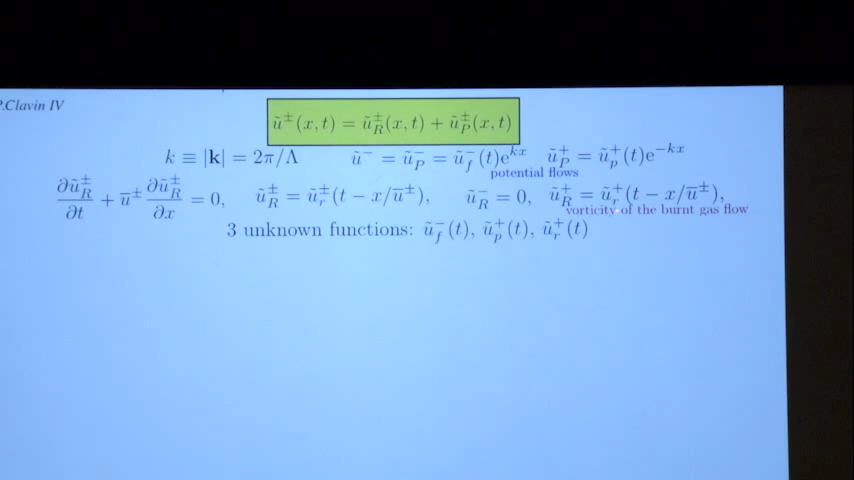 P.Clavin IV
ũ±(x, t) = ũ_R±(x, t) + ũ_P±(x, t)
k ≡ |k| = 2π/Λ ũ⁻ = ũ_P⁻ = ũ_f⁻(t)e^{kx} ũ_P⁺ = ũ_p⁺(t)e^{−kx}
potential flows
∂ũ_R±/∂t + u̅± ∂ũ_R±/∂x = 0, ũ_R± = ũ_r±(t − x/u̅±), ũ_R⁻ = 0, ũ_R⁺ = ũ_r⁺(t − x/u̅±),
vorticity of the burnt gas flow
3 unknown functions: ũ_f⁻(t), ũ_p⁺(t), ũ_r⁺(t)